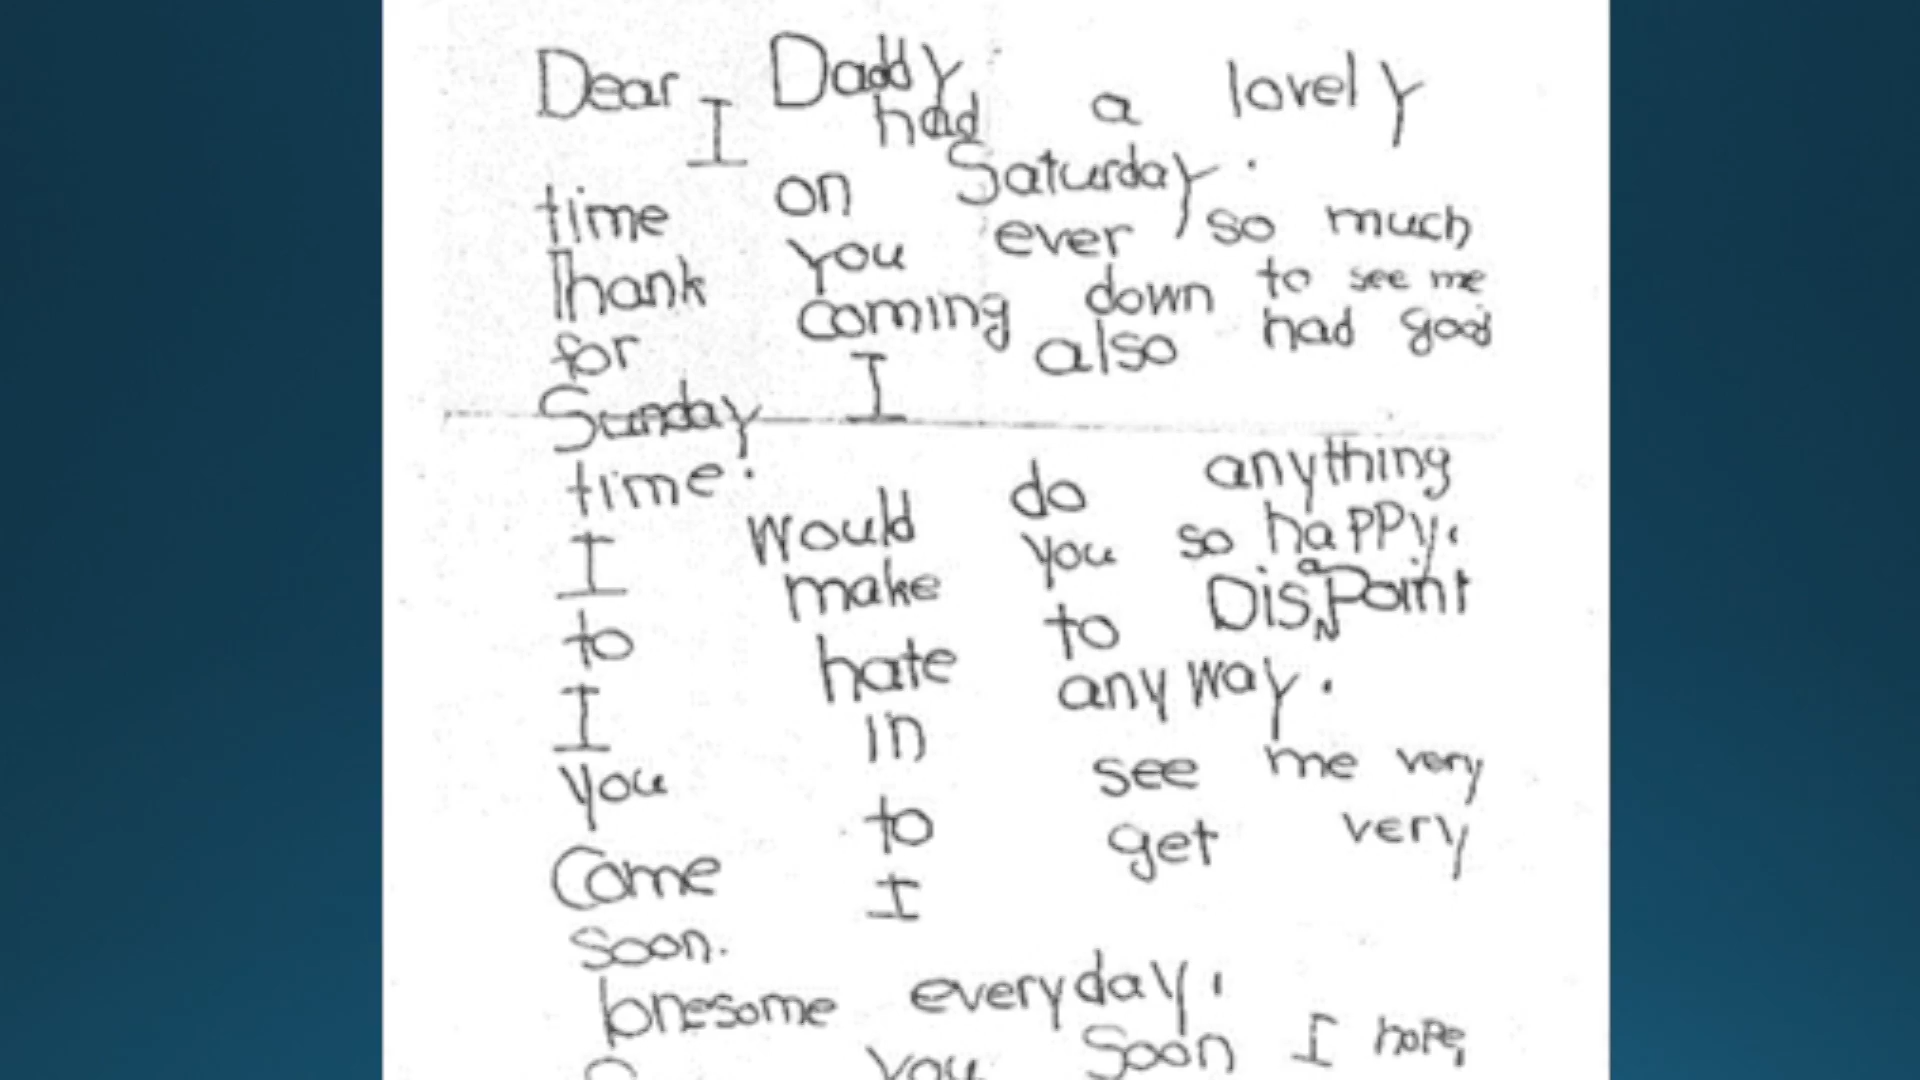 Dear Daddy
I had a lovely
time on Saturday.
Thank you ever so much
for coming down to see me
Sunday I also had good
time.
I would do anything
to make you so haPPy.
I hate to DisaPoint
you in any way.
Come to see me very
soon. I get very
lonesome everyday.
you Soon I hoPe,